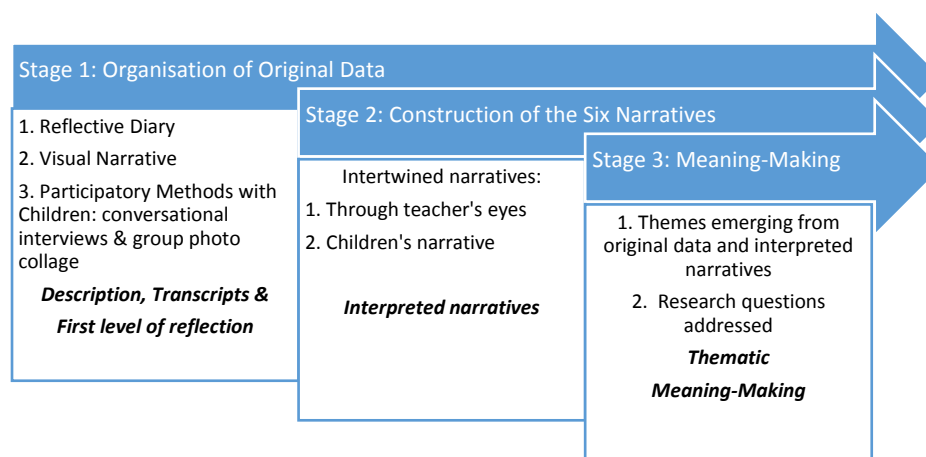 Stage 1: Organisation of Original Data
1. Reflective Diary
2. Visual Narrative
3. Participatory Methods with
Children: conversational
interviews & group photo
collage
Description, Transcripts &
First level of reflection
Stage 2: Construction of the Six Narratives
Intertwined narratives:
1. Through teacher's eyes
2. Children's narrative
Interpreted narratives
Stage 3: Meaning-Making
1. Themes emerging from
original data and interpreted
narratives
2. Research questions
addressed
Thematic
Meaning-Making